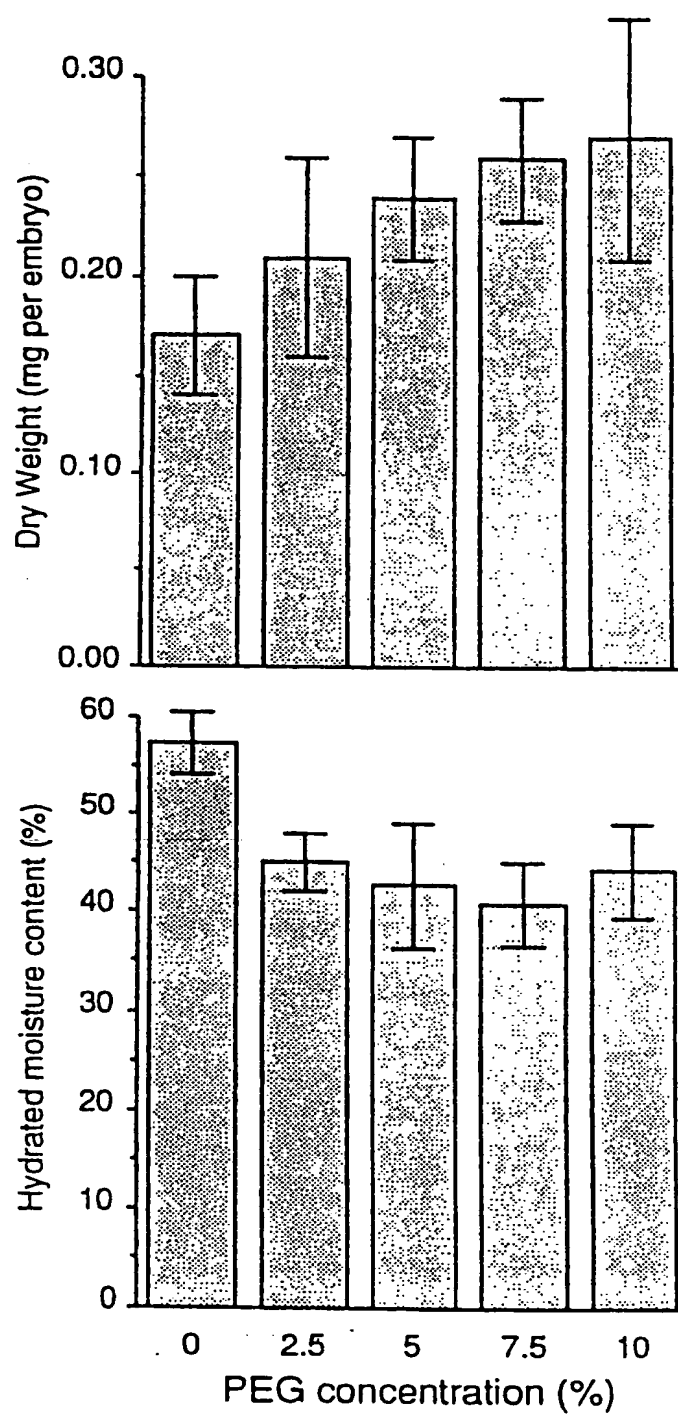 0.30
0.20
0.10
0.00
Dry Weight (mg per embryo)
60
50
40
30
20
10
0
Hydrated moisture content (%)
0 2.5 5 7.5 10
PEG concentration (%)